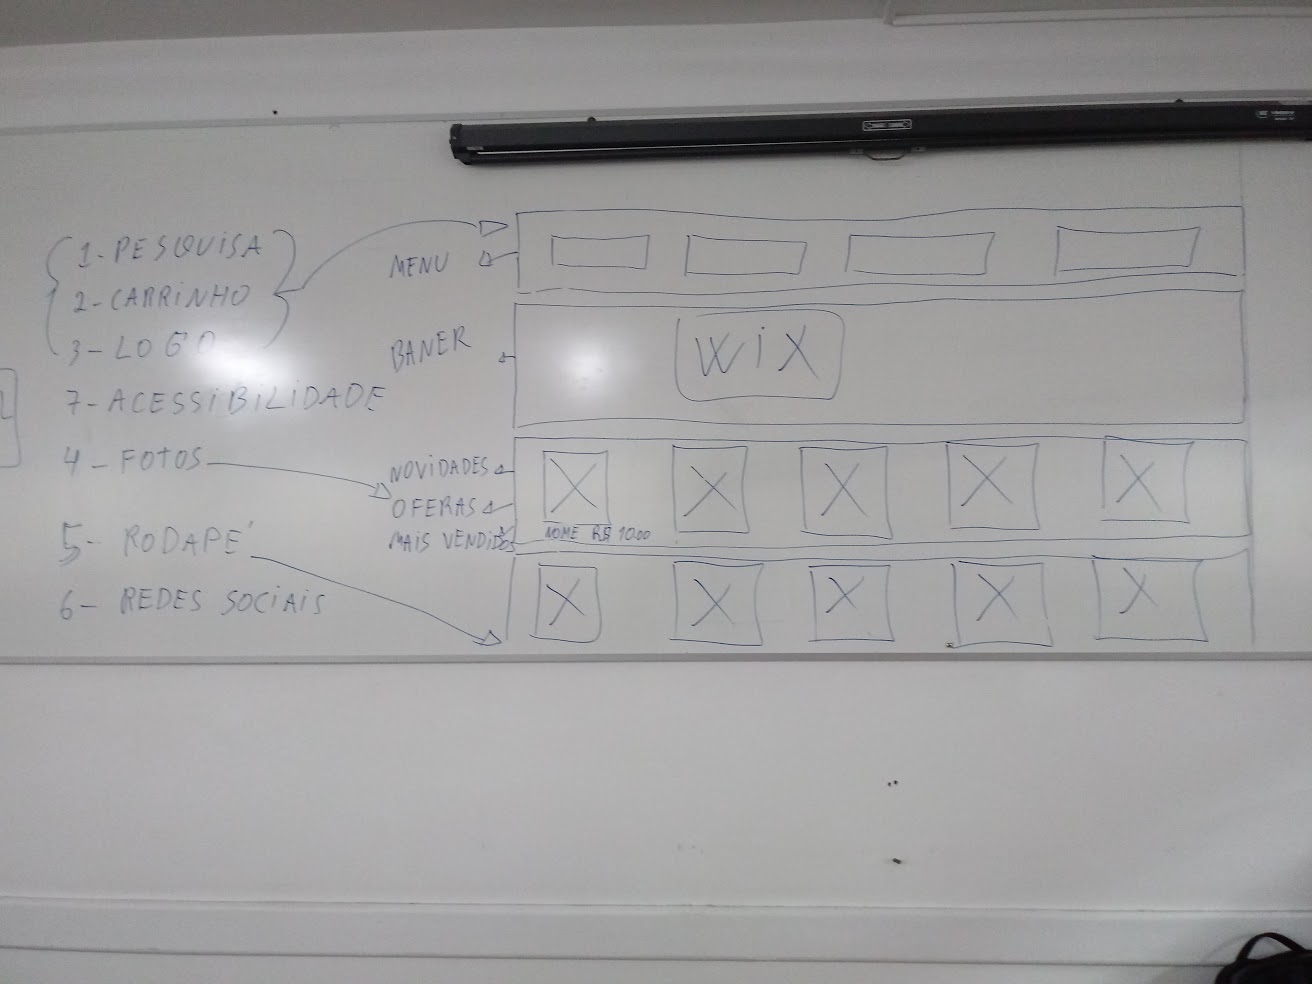 1-PESQUISA
2-CARRINHO
3-LOGO
7-ACESSIBILIDADE
4-FOTOS
5-RODAPÉ
6-REDES SOCIAIS
MENU
BANER
WiX
NOVIDADES
OFERAS
MAIS VENDIDOS
NOME R$ 10.00